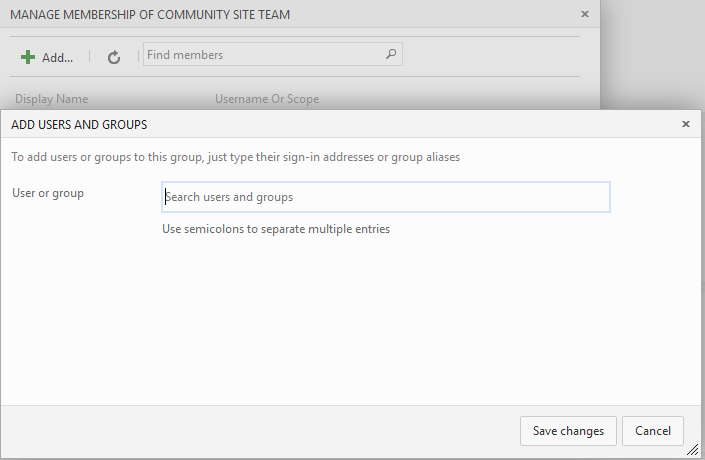 MANAGE MEMBERSHIP OF COMMUNITY SITE TEAM
Add...
Find members
Display Name
Username Or Scope
ADD USERS AND GROUPS
To add users or groups to this group, just type their sign-in addresses or group aliases
User or group
Search users and groups
Use semicolons to separate multiple entries
Save changes
Cancel